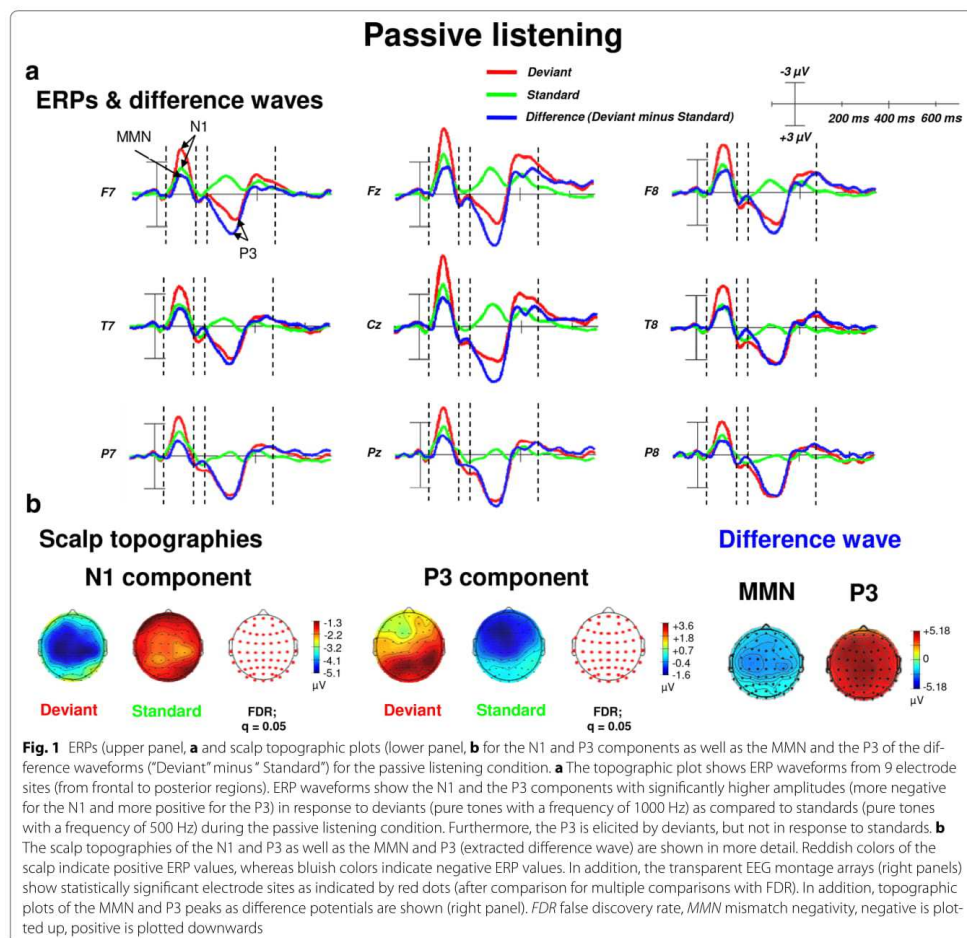 Passive listening
a
ERPs & difference waves
Deviant
Standard
Difference (Deviant minus Standard)
-3 µV
+3 µV
200 ms 400 ms 600 ms
MMN
N1
P3
F7
Fz
F8
T7
Cz
T8
P7
Pz
P8
b
Scalp topographies
Difference wave
N1 component
P3 component
MMN
P3
-1.3
-2.2
-3.2
-4.1
-5.1
µV
+3.6
+1.8
+0.7
-0.4
-1.6
µV
+5.18
0
-5.18
µV
Deviant
Standard
FDR;
q = 0.05
Deviant
Standard
FDR;
q = 0.05
Fig. 1 ERPs (upper panel, a and scalp topographic plots (lower panel, b for the N1 and P3 components as well as the MMN and the P3 of the dif-
ference waveforms ("Deviant" minus " Standard") for the passive listening condition. a The topographic plot shows ERP waveforms from 9 electrode
sites (from frontal to posterior regions). ERP waveforms show the N1 and the P3 components with significantly higher amplitudes (more negative
for the N1 and more positive for the P3) in response to deviants (pure tones with a frequency of 1000 Hz) as compared to standards (pure tones
with a frequency of 500 Hz) during the passive listening condition. Furthermore, the P3 is elicited by deviants, but not in response to standards. b
The scalp topographies of the N1 and P3 as well as the MMN and P3 (extracted difference wave) are shown in more detail. Reddish colors of the
scalp indicate positive ERP values, whereas bluish colors indicate negative ERP values. In addition, the transparent EEG montage arrays (right panels)
show statistically significant electrode sites as indicated by red dots (after comparison for multiple comparisons with FDR). In addition, topographic
plots of the MMN and P3 peaks as difference potentials are shown (right panel). FDR false discovery rate, MMN mismatch negativity, negative is plot-
ted up, positive is plotted downwards